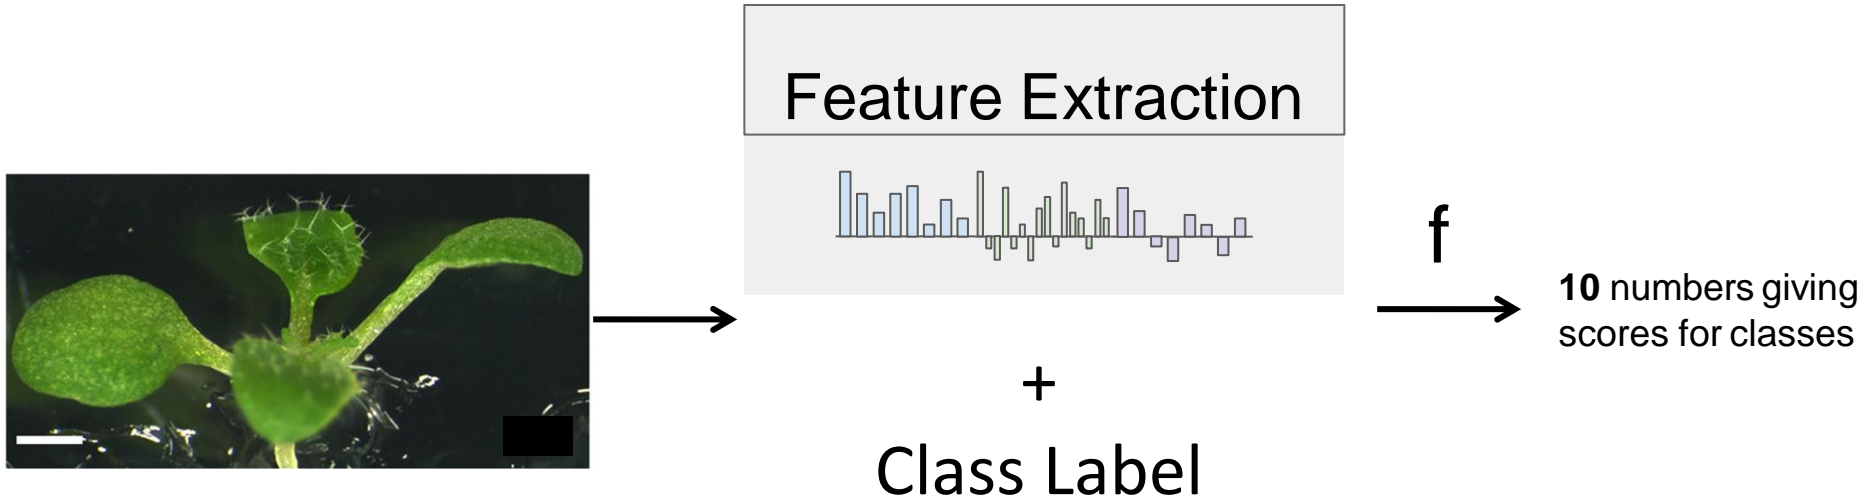 Feature Extraction
f
10 numbers giving
scores for classes
+
Class Label